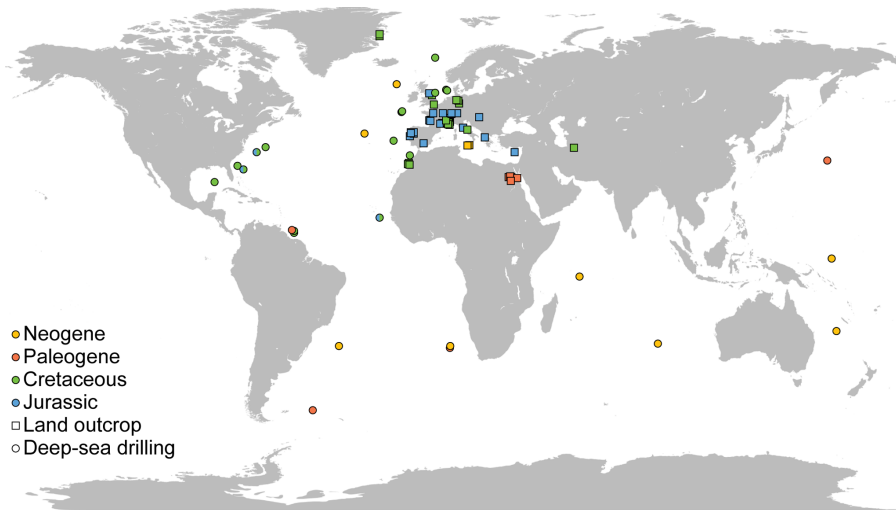 Neogene
Paleogene
Cretaceous
Jurassic
Land outcrop
Deep-sea drilling